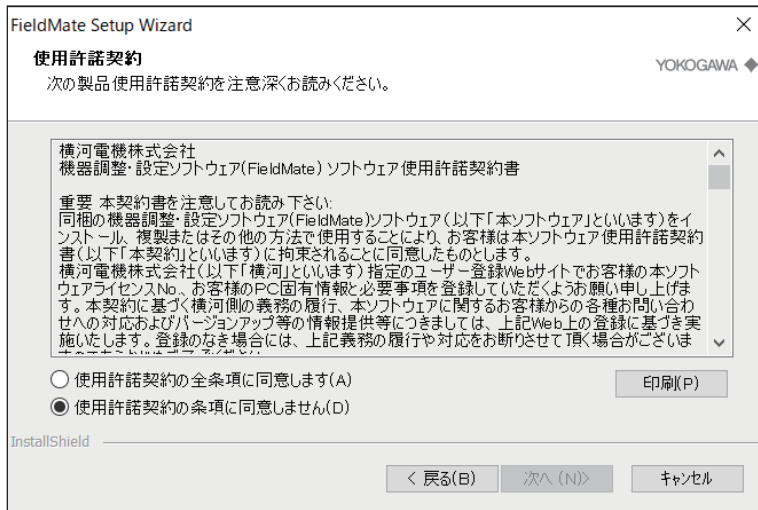 FieldMate Setup Wizard
使用許諾契約
次の製品使用許諾契約を注意深くお読みください。
YOKOGAWA
横河電機株式会社
機器調整・設定ソフトウェア(FieldMate) ソフトウェア使用許諾契約書
重要 本契約書を注意してお読み下さい:
同梱の機器調整・設定ソフトウェア(FieldMate)ソフトウェア(以下「本ソフトウェア」といいます)をイ
ンストール、複製またはその他の方法で使用することにより、お客様は本ソフトウェア使用許諾契約
書(以下「本契約」といいます)に拘束されることに同意したものとします。
横河電機株式会社(以下「横河」といいます)指定のユーザー登録Webサイトでお客様の本ソフト
ウェアライセンスNo.、お客様のPC固有情報と必要事項を登録していただくようお願い申し上げま
す。本契約に基づく横河側の義務の履行、本ソフトウェアに関するお客様からの各種お問い合わ
せへの対応およびバージョンアップ等の情報提供等につきましては、上記Web上の登録に基づき実
施いたします。登録のなき場合には、上記義務の履行や対応をお断りさせて頂く場合がございま
使用許諾契約の全条項に同意します(A)
印刷(P)
使用許諾契約の条項に同意しません(D)
InstallShield
< 戻る(B)
次へ (N)>
キャンセル